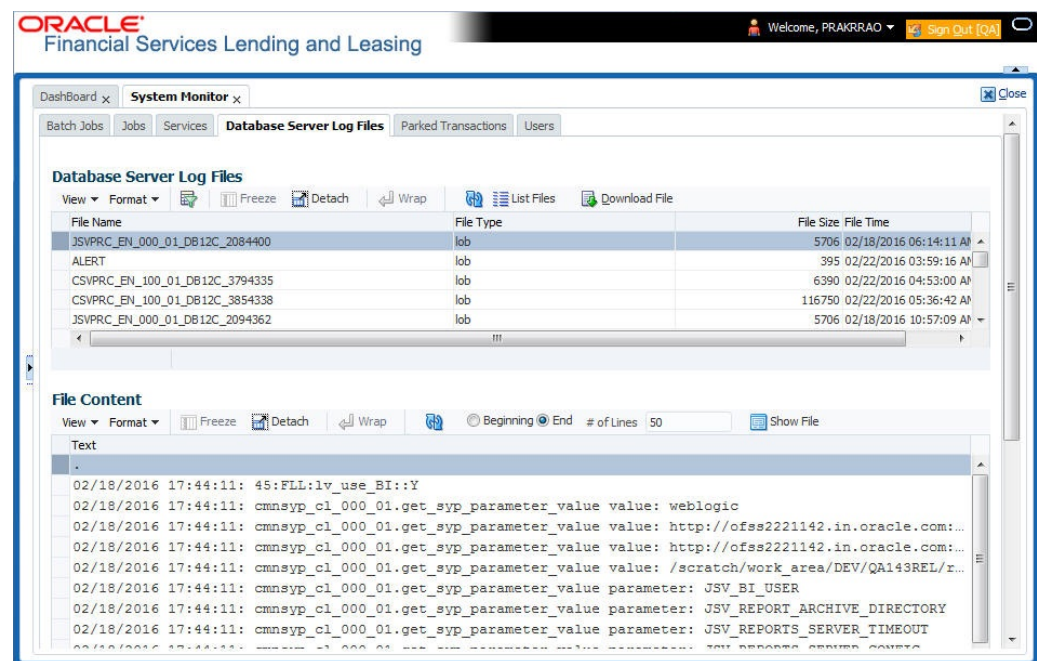 ORACLE®
Financial Services Lending and Leasing
Welcome, PRAKRRAO
Sign Out [QA]
DashBoard x System Monitor x
Close
Batch Jobs Jobs Services Database Server Log Files Parked Transactions Users
Database Server Log Files
View Format Freeze Detach Wrap List Files Download File
File Name File Type File Size File Time
JSVPRC_EN_000_01_DB12C_2084400 lob 5706 02/18/2016 06:14:11 AM
ALERT lob 395 02/22/2016 03:59:16 AM
CSVPRC_EN_100_01_DB12C_3794335 lob 6390 02/22/2016 04:53:00 AM
CSVPRC_EN_100_01_DB12C_3854338 lob 116750 02/22/2016 05:36:42 AM
JSVPRC_EN_000_01_DB12C_2094362 lob 5706 02/18/2016 10:57:09 AM
File Content
View Format Freeze Detach Wrap Beginning End # of Lines 50 Show File
Text
.
02/18/2016 17:44:11: 45:FLL:lv_use_BI::Y
02/18/2016 17:44:11: cmnsyp_cl_000_01.get_syp_parameter_value value: weblogic
02/18/2016 17:44:11: cmnsyp_cl_000_01.get_syp_parameter_value value: http://ofss2221142.in.oracle.com:...
02/18/2016 17:44:11: cmnsyp_cl_000_01.get_syp_parameter_value value: http://ofss2221142.in.oracle.com:...
02/18/2016 17:44:11: cmnsyp_cl_000_01.get_syp_parameter_value value: /scratch/work_area/DEV/QA143REL/r...
02/18/2016 17:44:11: cmnsyp_cl_000_01.get_syp_parameter_value parameter: JSV_BI_USER
02/18/2016 17:44:11: cmnsyp_cl_000_01.get_syp_parameter_value parameter: JSV_REPORT_ARCHIVE_DIRECTORY
02/18/2016 17:44:11: cmnsyp_cl_000_01.get_syp_parameter_value parameter: JSV_REPORTS_SERVER_TIMEOUT